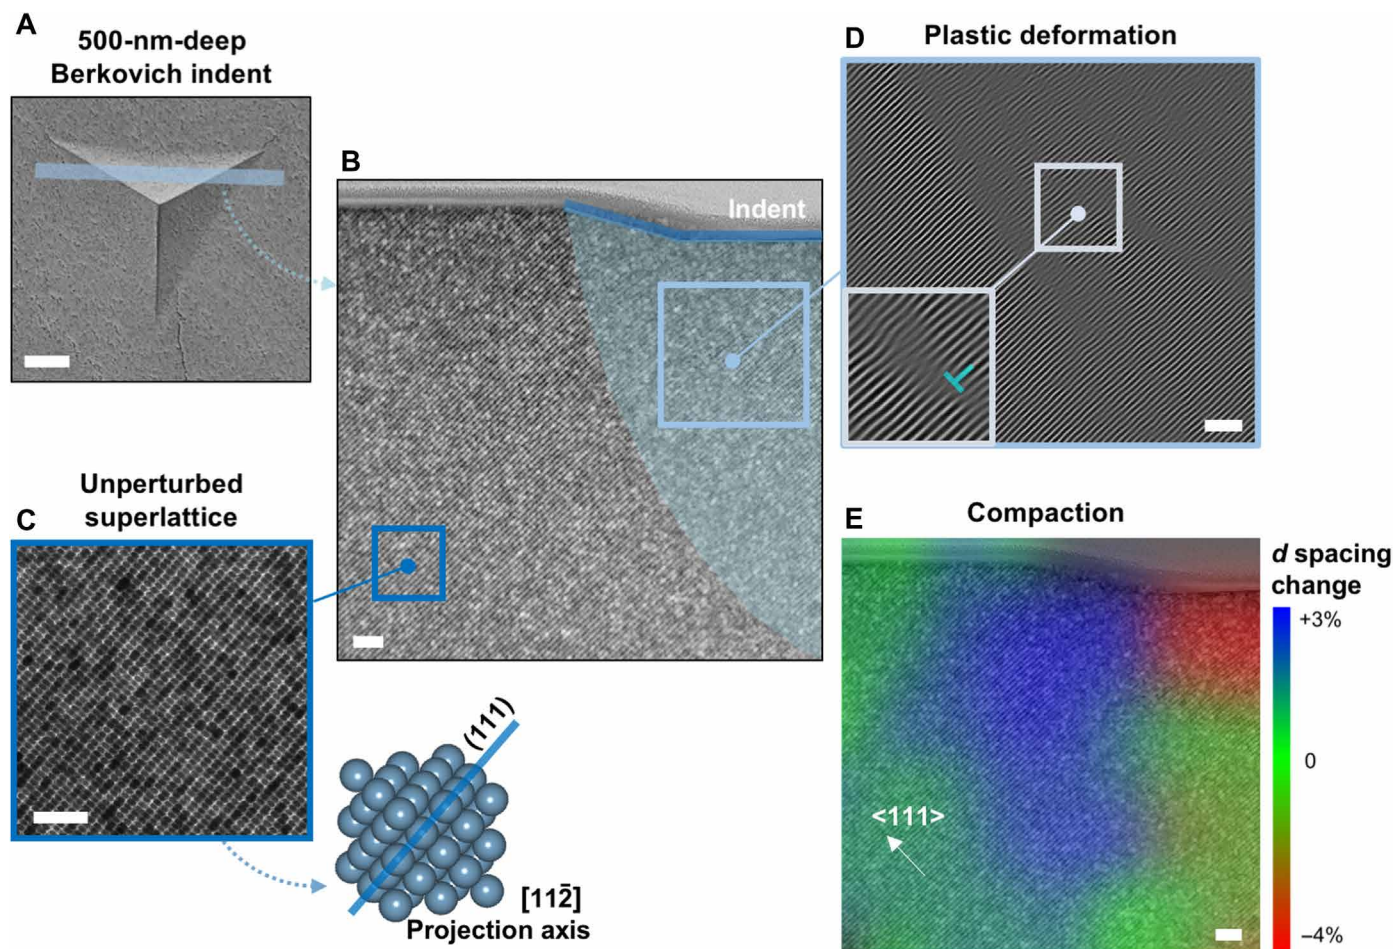 A
500-nm-deep
Berkovich indent
B
Indent
C
Unperturbed
superlattice
(111)
[112̄]
Projection axis
D
Plastic deformation
E
Compaction
<111>
d spacing
change
+3%
0
−4%